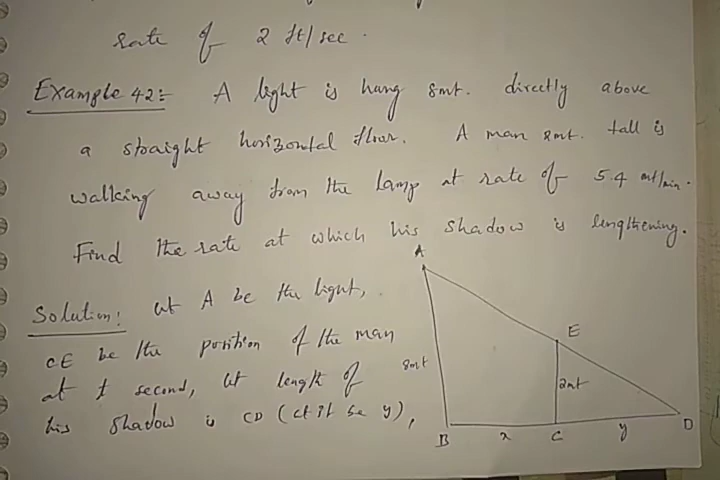 rate of 2 ft/sec.
Example 42:- A light is hung 8mt. directly above
a straight horizontal floor. A man 2mt. tall is
walking away from the lamp at rate of 5.4 mt/min.
Find the rate at which his shadow is lengthening.
Solution: let A be the light,
CE be the position of the man
at t second, let length of
his shadow is CD (let it be y),
A
E
8mt
2mt
B x C y D